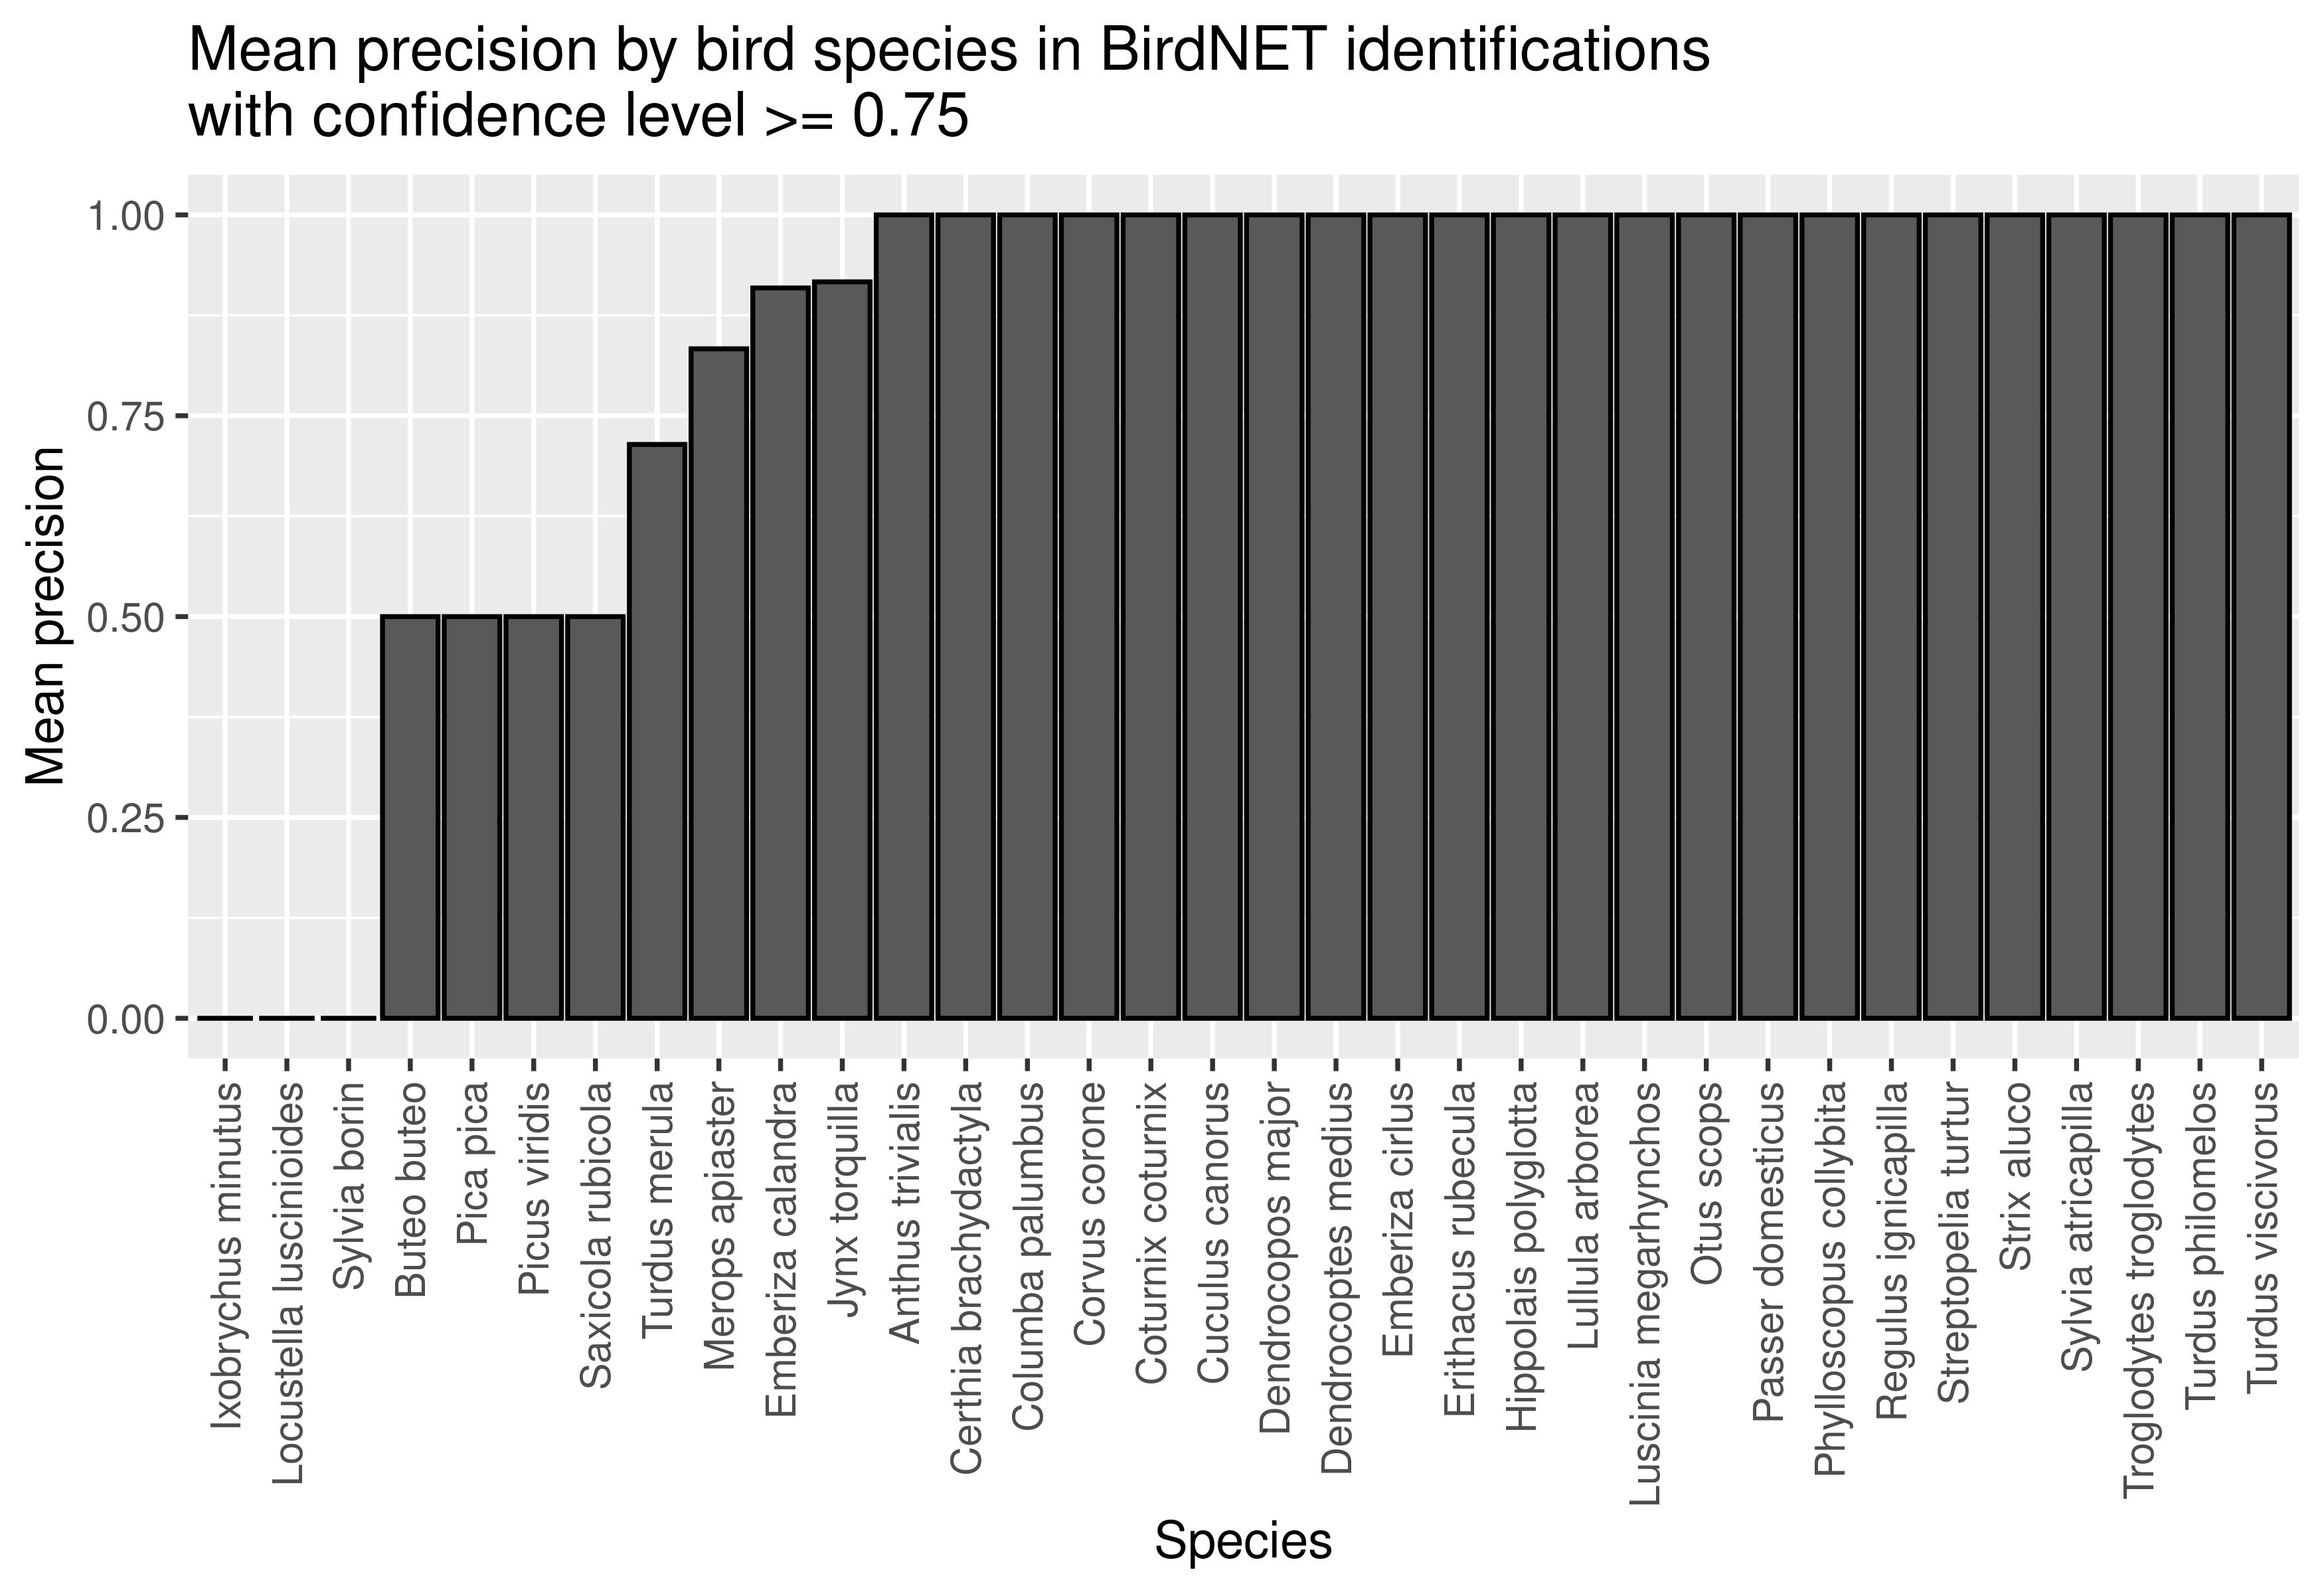 Mean precision by bird species in BirdNET identifications
with confidence level >= 0.75
Mean precision
1.00
0.75
0.50
0.25
0.00
Ixobrychus minutus
Locustella luscinioides
Sylvia borin
Buteo buteo
Pica pica
Picus viridis
Saxicola rubicola
Turdus merula
Merops apiaster
Emberiza calandra
Jynx torquilla
Anthus trivialis
Certhia brachydactyla
Columba palumbus
Corvus corone
Coturnix coturnix
Cuculus canorus
Dendrocopos major
Dendrocoptes medius
Emberiza cirlus
Erithacus rubecula
Hippolais polyglotta
Lullula arborea
Luscinia megarhynchos
Otus scops
Passer domesticus
Phylloscopus collybita
Regulus ignicapilla
Streptopelia turtur
Strix aluco
Sylvia atricapilla
Troglodytes troglodytes
Turdus philomelos
Turdus viscivorus
Species